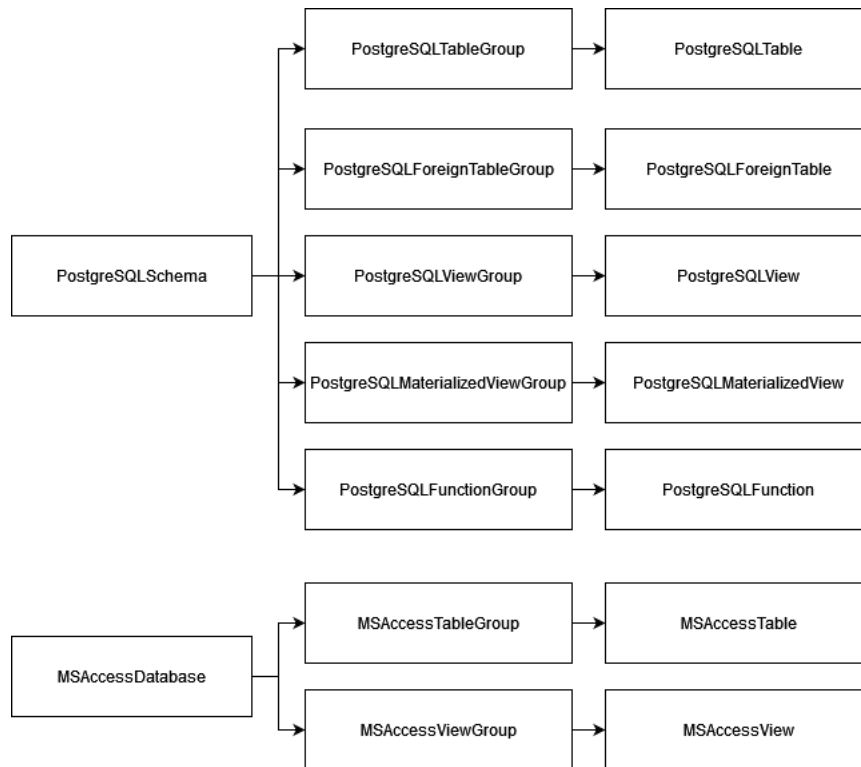 PostgreSQLTableGroup
PostgreSQLTable
PostgreSQLForeignTableGroup
PostgreSQLForeignTable
PostgreSQLSchema
PostgreSQLViewGroup
PostgreSQLView
PostgreSQLMaterializedViewGroup
PostgreSQLMaterializedView
PostgreSQLFunctionGroup
PostgreSQLFunction
MSAccessTableGroup
MSAccessTable
MSAccessDatabase
MSAccessViewGroup
MSAccessView